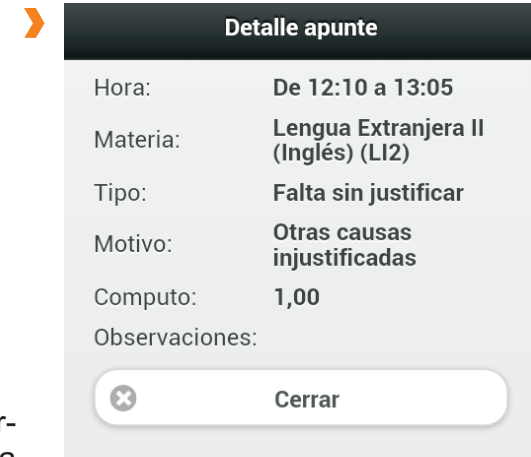 Detalle apunte
Hora: De 12:10 a 13:05
Materia: Lengua Extranjera II
(Inglés) (LI2)
Tipo: Falta sin justificar
Motivo: Otras causas
injustificadas
Computo: 1,00
Observaciones:
Cerrar
r-